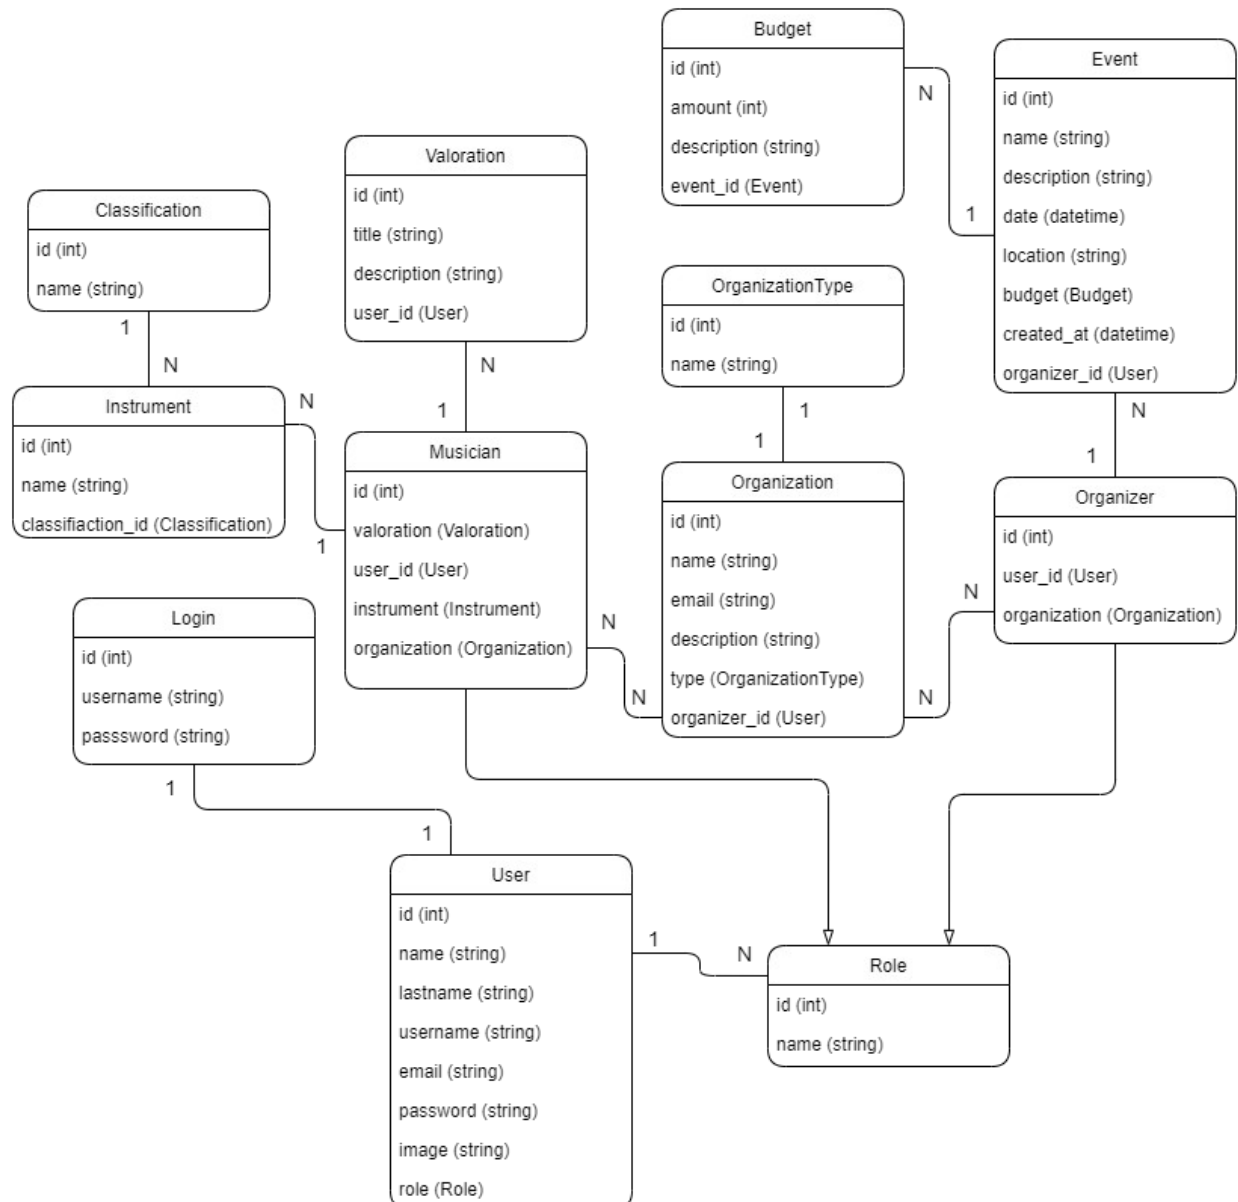 Budget
id (int)
amount (int)
description (string)
event_id (Event)
N
1
Event
id (int)
name (string)
description (string)
date (datetime)
location (string)
budget (Budget)
created_at (datetime)
organizer_id (User)
N
1
Valoration
id (int)
title (string)
description (string)
user_id (User)
N
1
Classification
id (int)
name (string)
1
N
OrganizationType
id (int)
name (string)
1
1
Instrument
id (int)
name (string)
classifiaction_id (Classification)
N
1
Musician
id (int)
valoration (Valoration)
user_id (User)
instrument (Instrument)
organization (Organization)
N
N
Organization
id (int)
name (string)
email (string)
description (string)
type (OrganizationType)
organizer_id (User)
N
N
Organizer
id (int)
user_id (User)
organization (Organization)
Login
id (int)
username (string)
passsword (string)
1
1
User
id (int)
name (string)
lastname (string)
username (string)
email (string)
password (string)
image (string)
role (Role)
1
N
Role
id (int)
name (string)